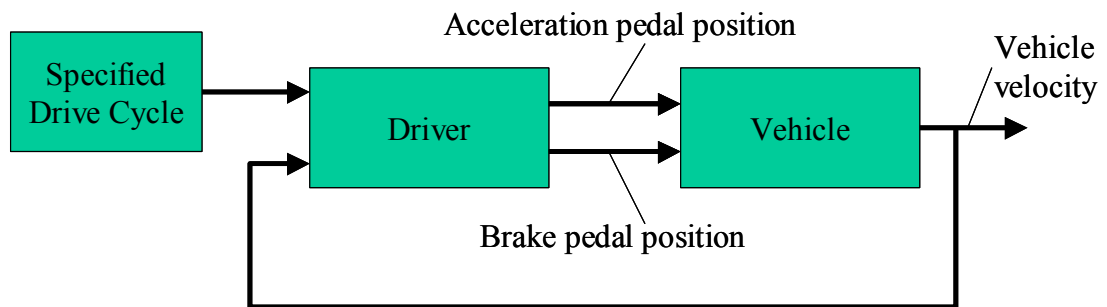 Acceleration pedal position
Vehicle
velocity
Specified
Drive Cycle
Driver
Vehicle
Brake pedal position